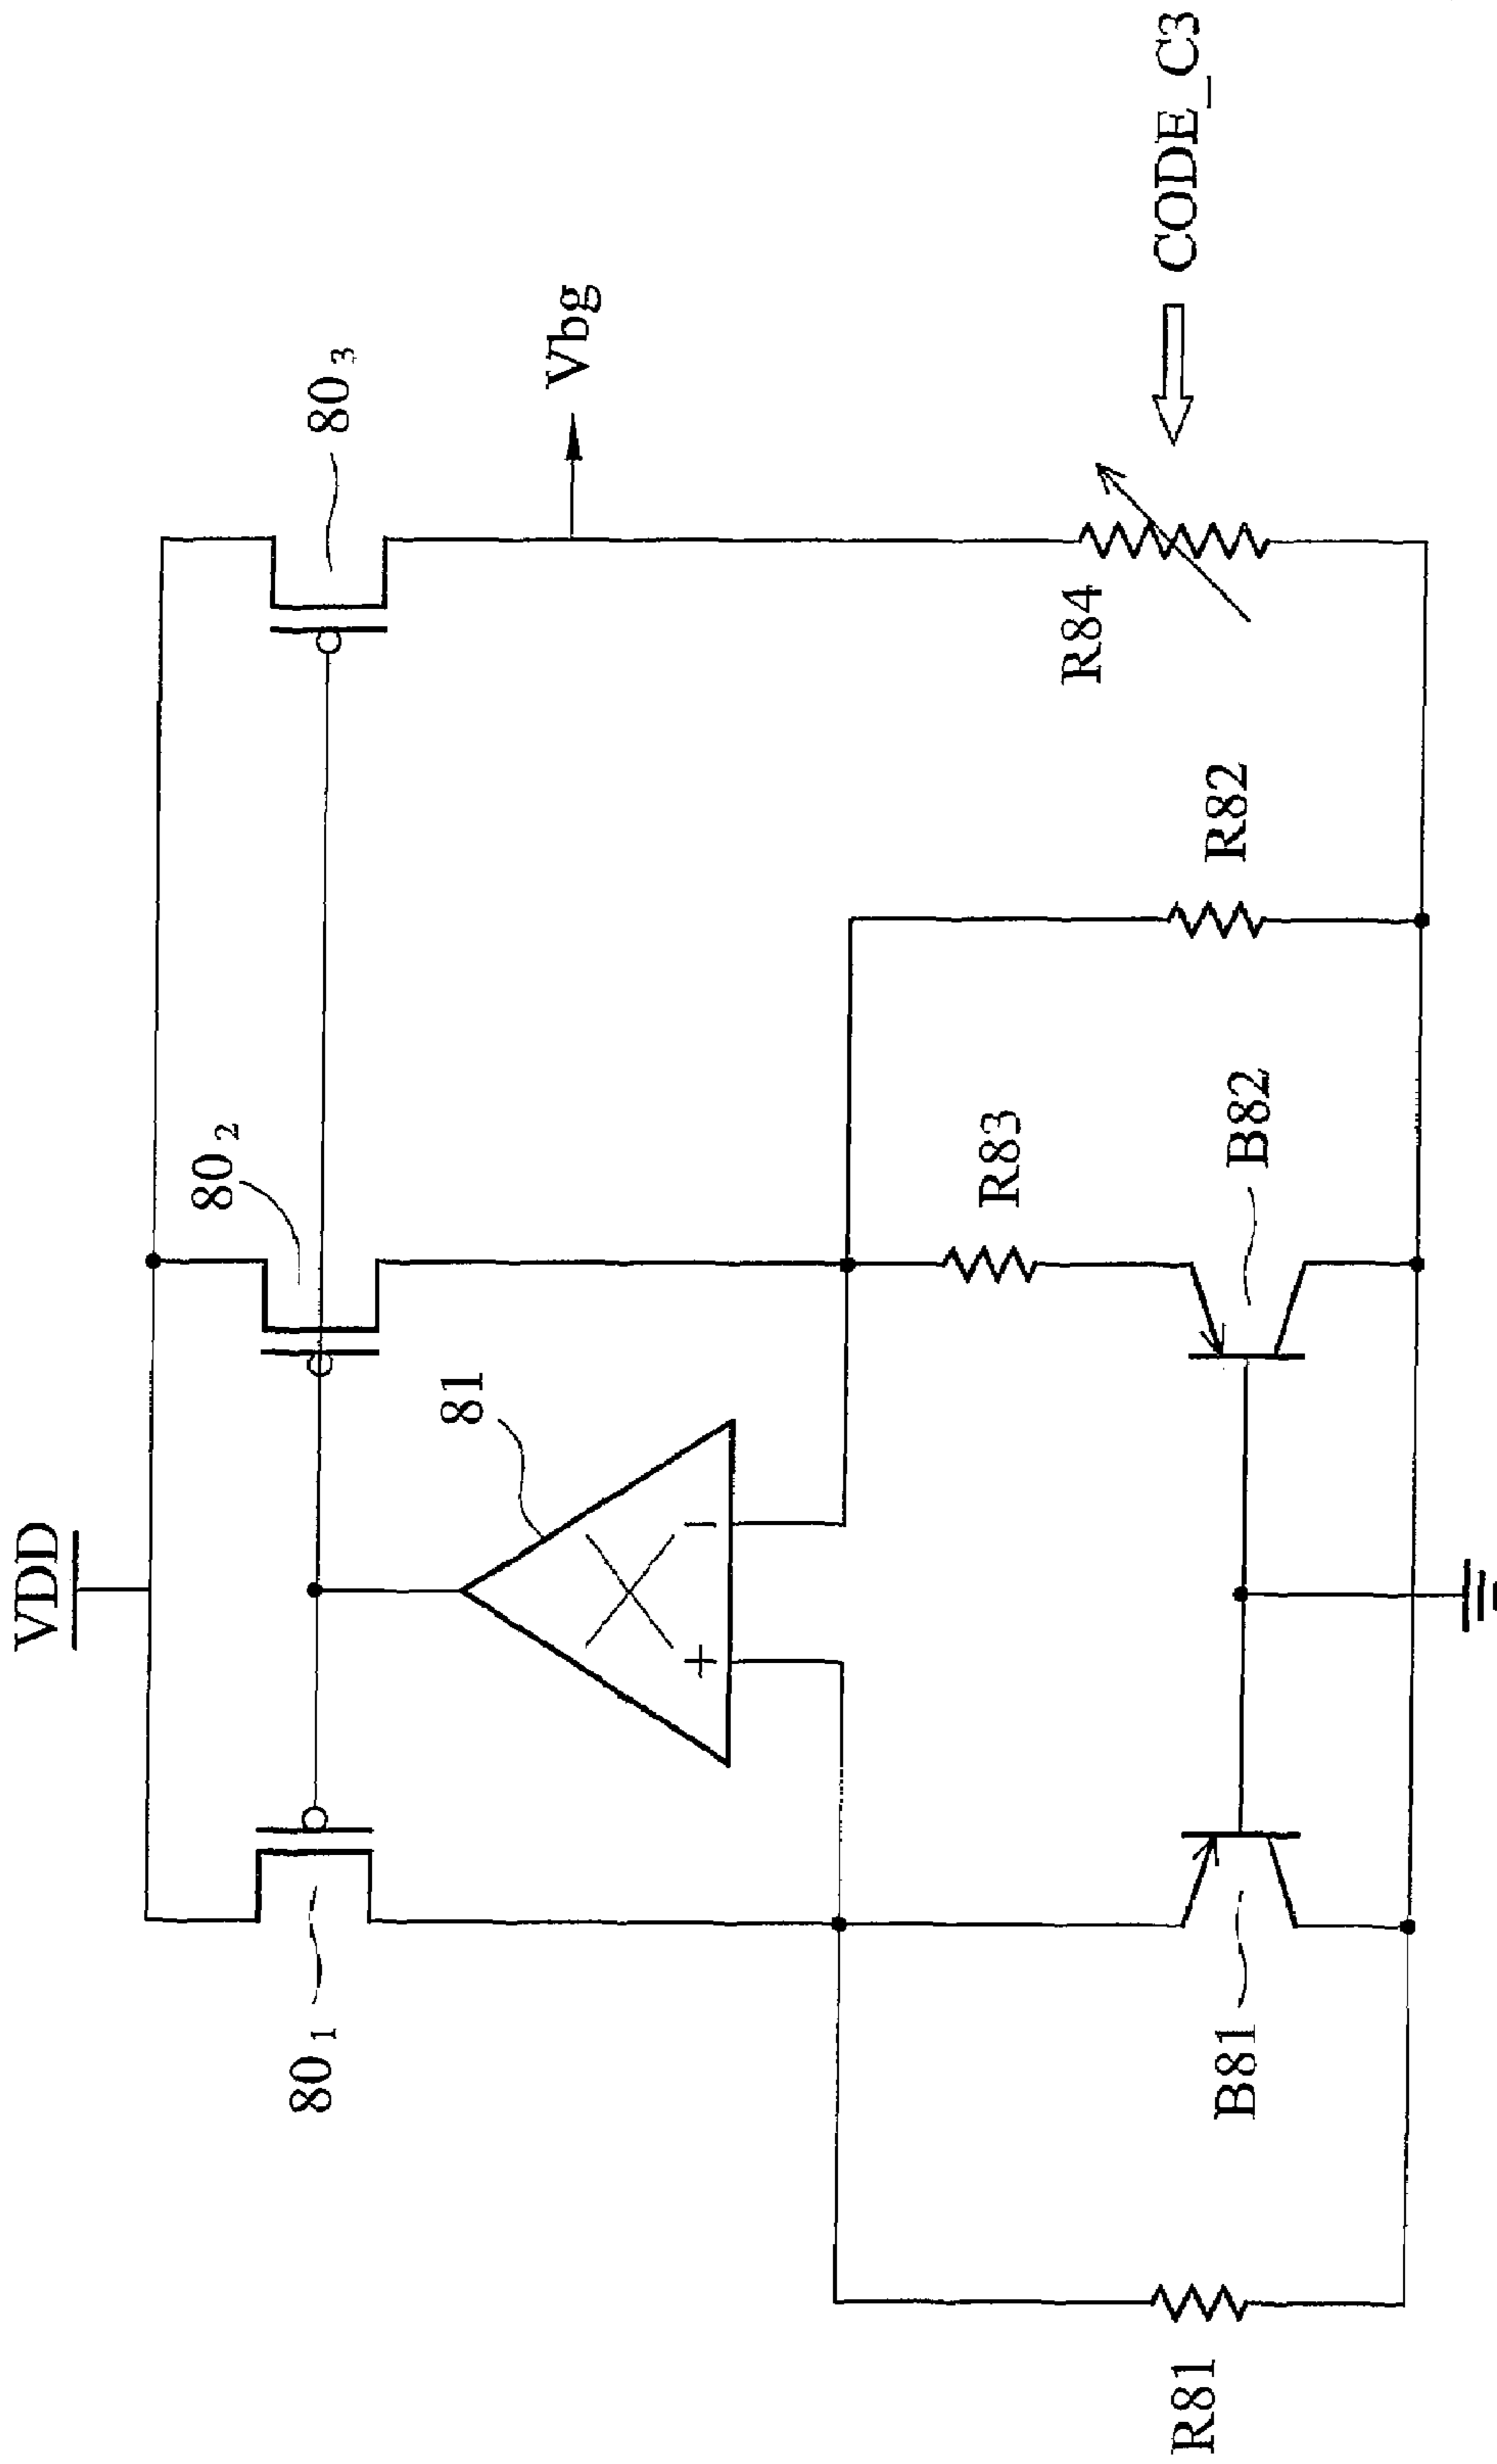 VDD
80₁
80₂
80₃
81
+
−
Vbg
R83
R84
CODE_C3
R81
B81
B82
R82